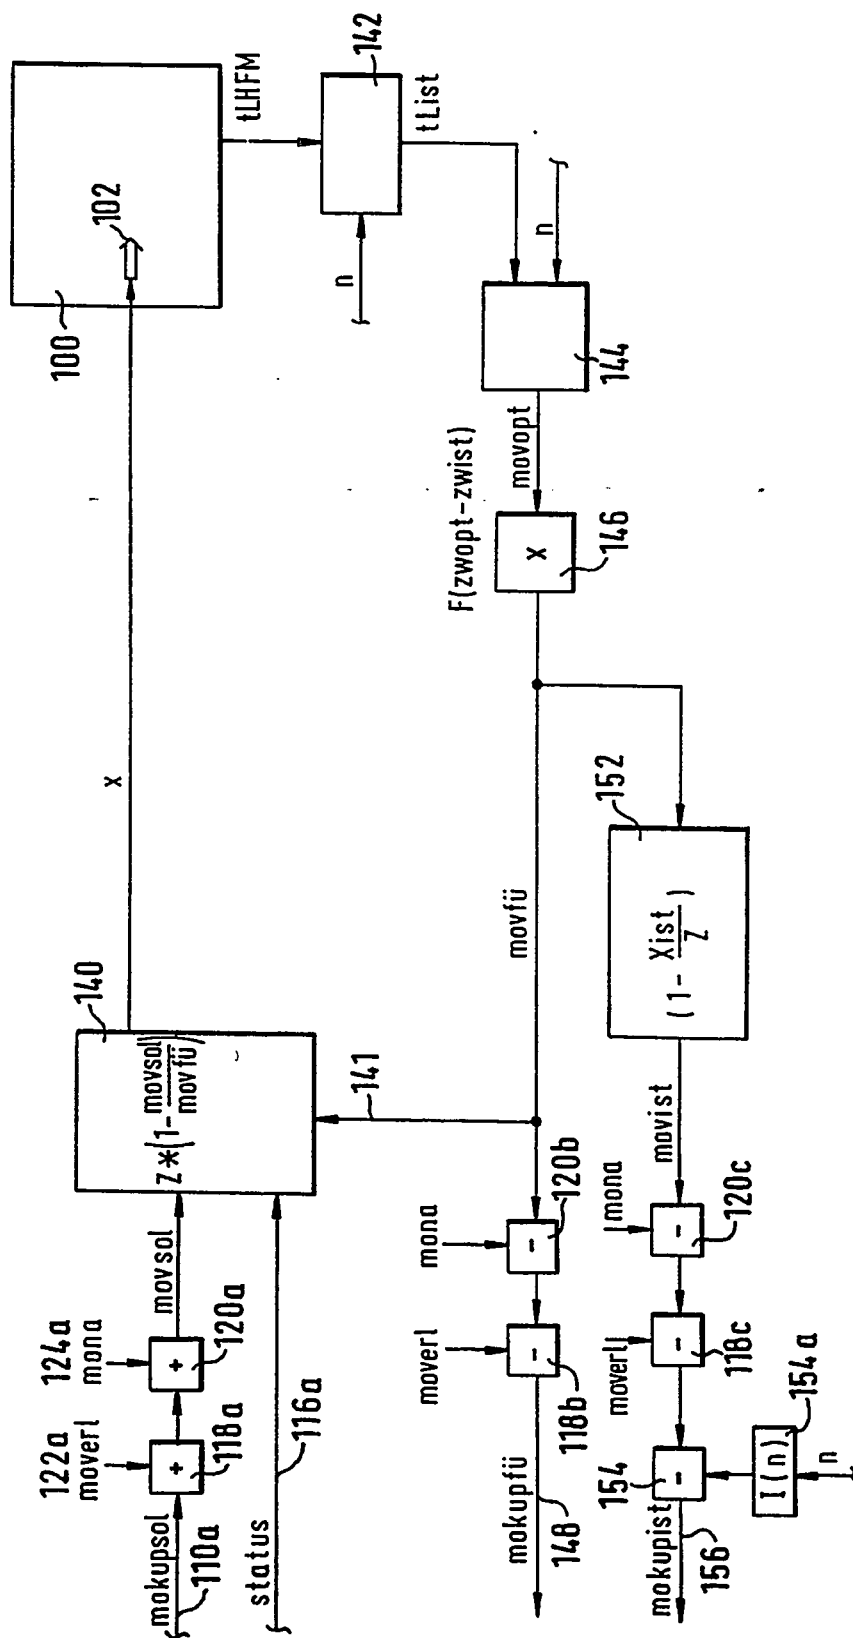 122a
moverl
124a
mona
mokupsol
110a
+
118a
+
120a
movsol
status
116a
140
Z*(1-movsol/movfü)
x
100
102
tLHFM
142
n
tList
n
144
movopt
F(zwopt-zwist)
x
146
141
movfü
mona
-
120b
moverl
-
118b
mokupfü
148
152
(1-Xist/Z)
movist
mona
-
120c
moverl
-
118c
154
-
154a
I(n)
n
mokupist
156